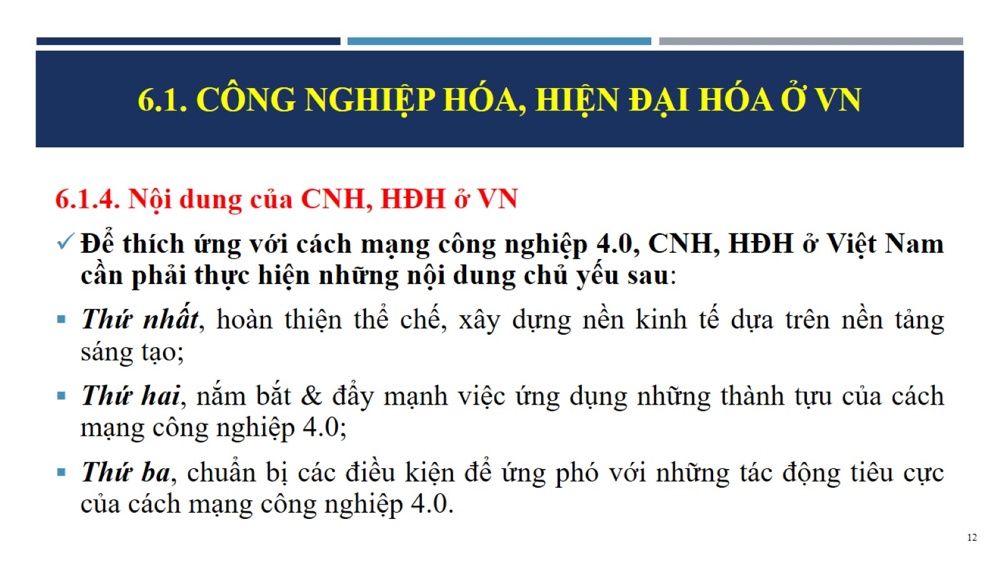 6.1. CÔNG NGHIỆP HÓA, HIỆN ĐẠI HÓA Ở VN
6.1.4. Nội dung của CNH, HĐH ở VN
✓ Để thích ứng với cách mạng công nghiệp 4.0, CNH, HĐH ở Việt Nam
cần phải thực hiện những nội dung chủ yếu sau:
▪ Thứ nhất, hoàn thiện thể chế, xây dựng nền kinh tế dựa trên nền tảng
sáng tạo;
▪ Thứ hai, nắm bắt & đẩy mạnh việc ứng dụng những thành tựu của cách
mạng công nghiệp 4.0;
▪ Thứ ba, chuẩn bị các điều kiện để ứng phó với những tác động tiêu cực
của cách mạng công nghiệp 4.0.
12